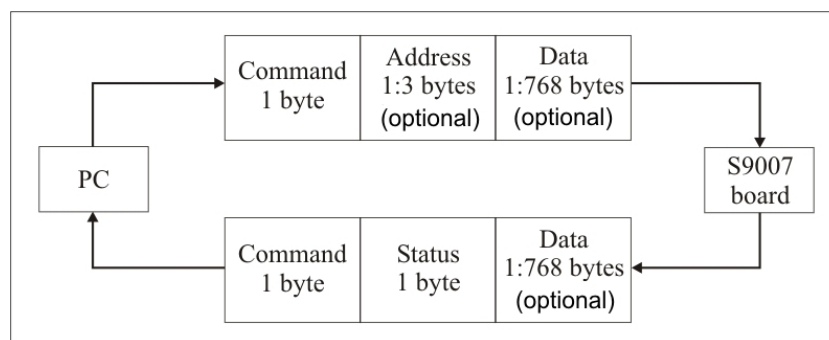 Command
1 byte
Address
1:3 bytes
(optional)
Data
1:768 bytes
(optional)
PC
S9007
board
Command
1 byte
Status
1 byte
Data
1:768 bytes
(optional)